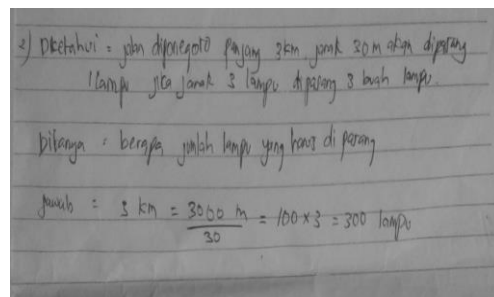 2) Diketahui = jalan diponegoro panjang 3km. jarak 30 m akan dipasang
1 lampu jika jarak 3 lampu dipasang 3 buah lampu.
Ditanya = berapa jumlah lampu yang harus di pasang
jawab = 3 km = 3000 m / 30 = 100 × 3 = 300 lampu